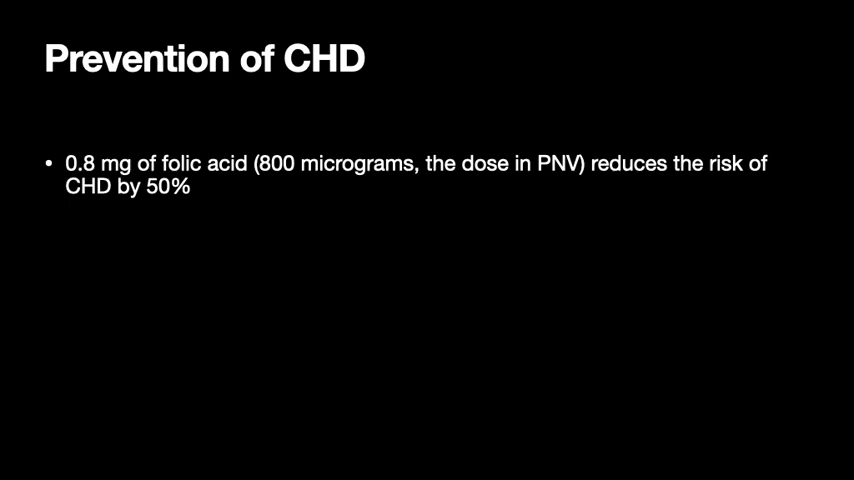 Prevention of CHD
• 0.8 mg of folic acid (800 micrograms, the dose in PNV) reduces the risk of
CHD by 50%